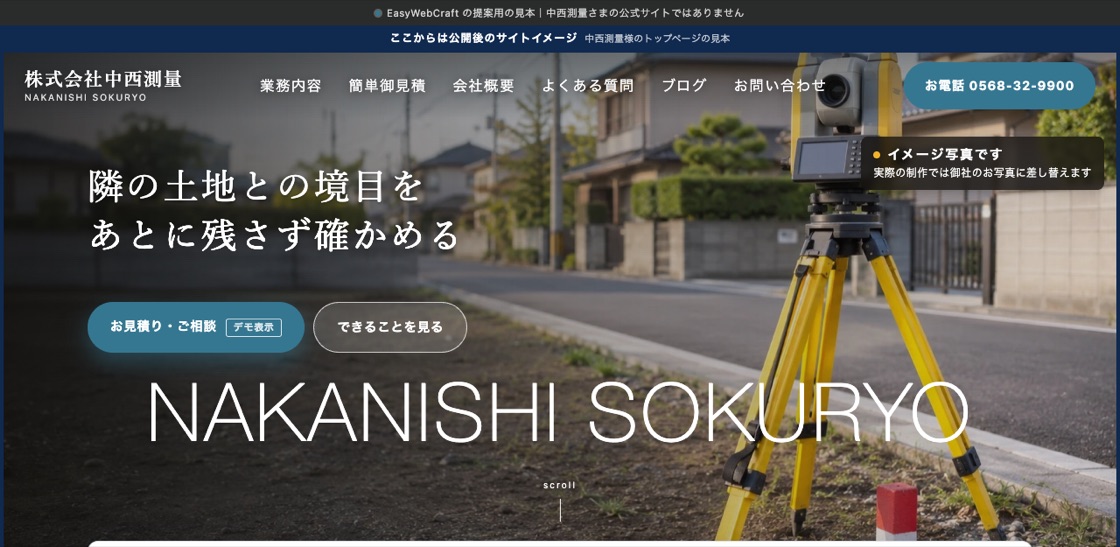 EasyWebCraft の提案用の見本｜中西測量さまの公式サイトではありません
ここからは公開後のサイトイメージ 中西測量様のトップページの見本
株式会社中西測量
NAKANISHI SOKURYO
業務内容 簡単御見積 会社概要 よくある質問 ブログ お問い合わせ
お電話 0568-32-9900
イメージ写真です
実際の制作では御社のお写真に差し替えます
隣の土地との境目を
あとに残さず確かめる
お見積り・ご相談 デモ表示
できることを見る
NAKANISHI SOKURYO
scroll